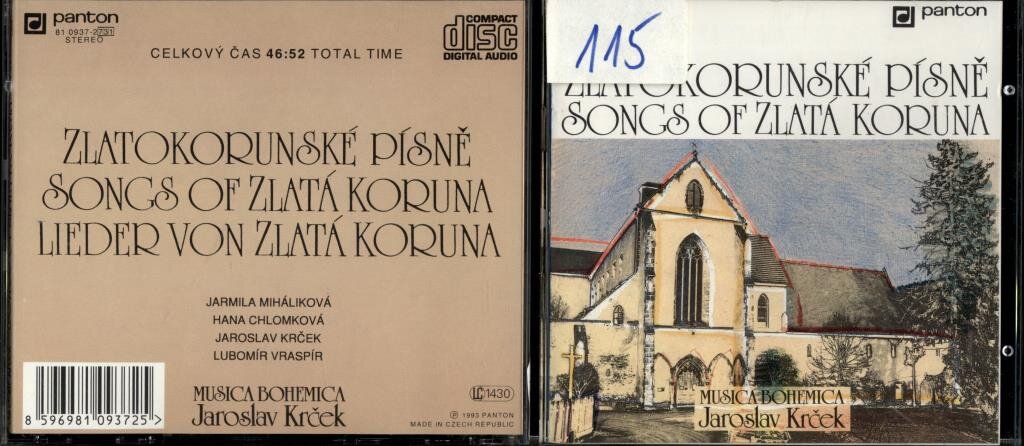 panton
81 0937-2731
STEREO
COMPACT
disc
DIGITAL AUDIO
CELKOVÝ ČAS 46:52 TOTAL TIME
ZLATOKORUNSKÉ PÍSNĚ
SONGS OF ZLATÁ KORUNA
LIEDER VON ZLATÁ KORUNA
JARMILA MIHÁLIKOVÁ
HANA CHLOMKOVÁ
JAROSLAV KRČEK
LUBOMÍR VRASPÍR
MUSICA BOHEMICA
Jaroslav Krček
8 596981 093725 >
LC 1430
Ⓟ 1993 PANTON
MADE IN CZECH REPUBLIC
115
panton
ZLATOKORUNSKÉ PÍSNĚ
SONGS OF ZLATÁ KORUNA
MUSICA BOHEMICA
Jaroslav Krček